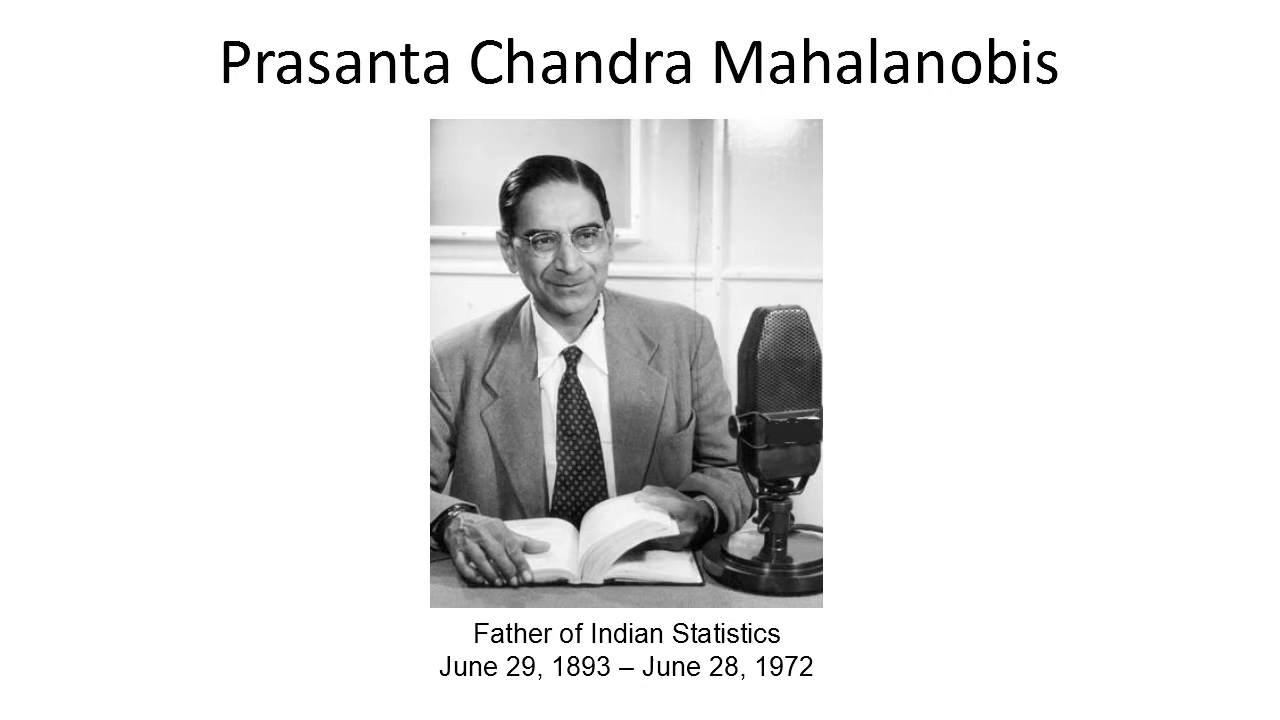 Prasanta Chandra Mahalanobis
Father of Indian Statistics
June 29, 1893 – June 28, 1972